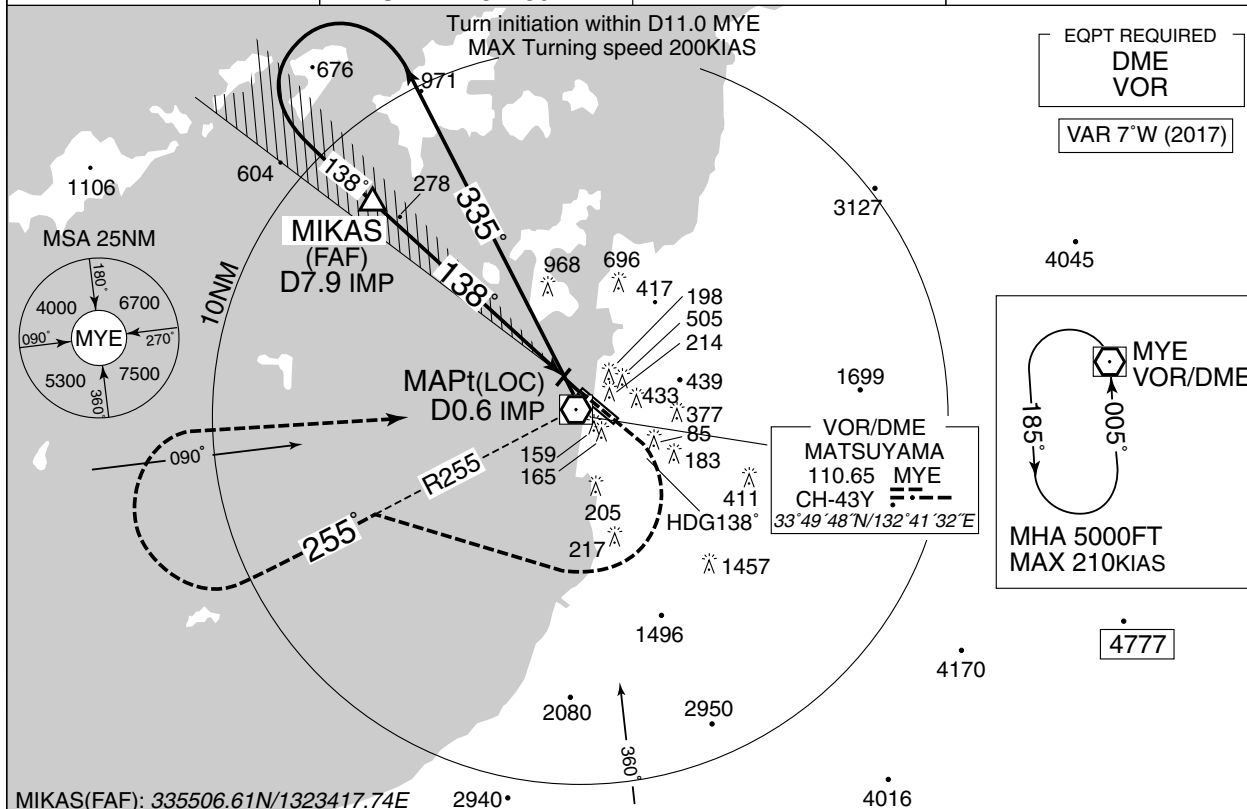 Turn initiation within D11.0 MYE
MAX Turning speed 200KIAS
EQPT REQUIRED
DME
VOR
VAR 7°W (2017)
676
971
604
1106
138°
278
335°
3127
4045
MIKAS
(FAF)
D7.9 IMP
138°
MSA 25NM
180°
4000
6700
090°
MYE
270°
5300
7500
360°
10NM
968
696
417
198
505
214
439
433
377
1699
MAPt(LOC)
D0.6 IMP
85
159
165
183
411
205
HDG138°
217
1457
090°
R255
255°
VOR/DME
MATSUYAMA
110.65 MYE
CH-43Y
33°49´48˝N/132°41´32˝E
MYE
VOR/DME
185°
005°
MHA 5000FT
MAX 210KIAS
1496
4777
4170
2080
2950
360°
MIKAS(FAF): 335506.61N/1323417.74E
2940
4016